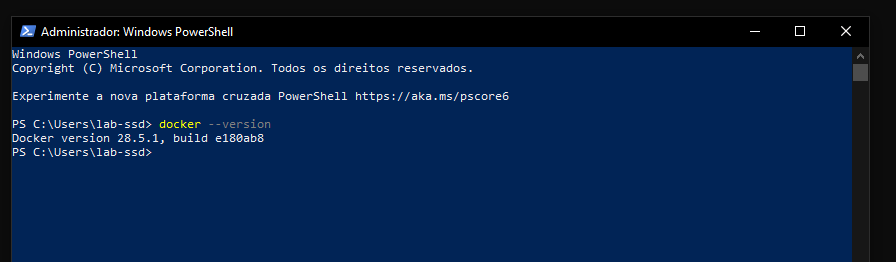 Administrador: Windows PowerShell
Windows PowerShell
Copyright (C) Microsoft Corporation. Todos os direitos reservados.
Experimente a nova plataforma cruzada PowerShell https://aka.ms/pscore6
PS C:\Users\lab-ssd> docker --version
Docker version 28.5.1, build e180ab8
PS C:\Users\lab-ssd>